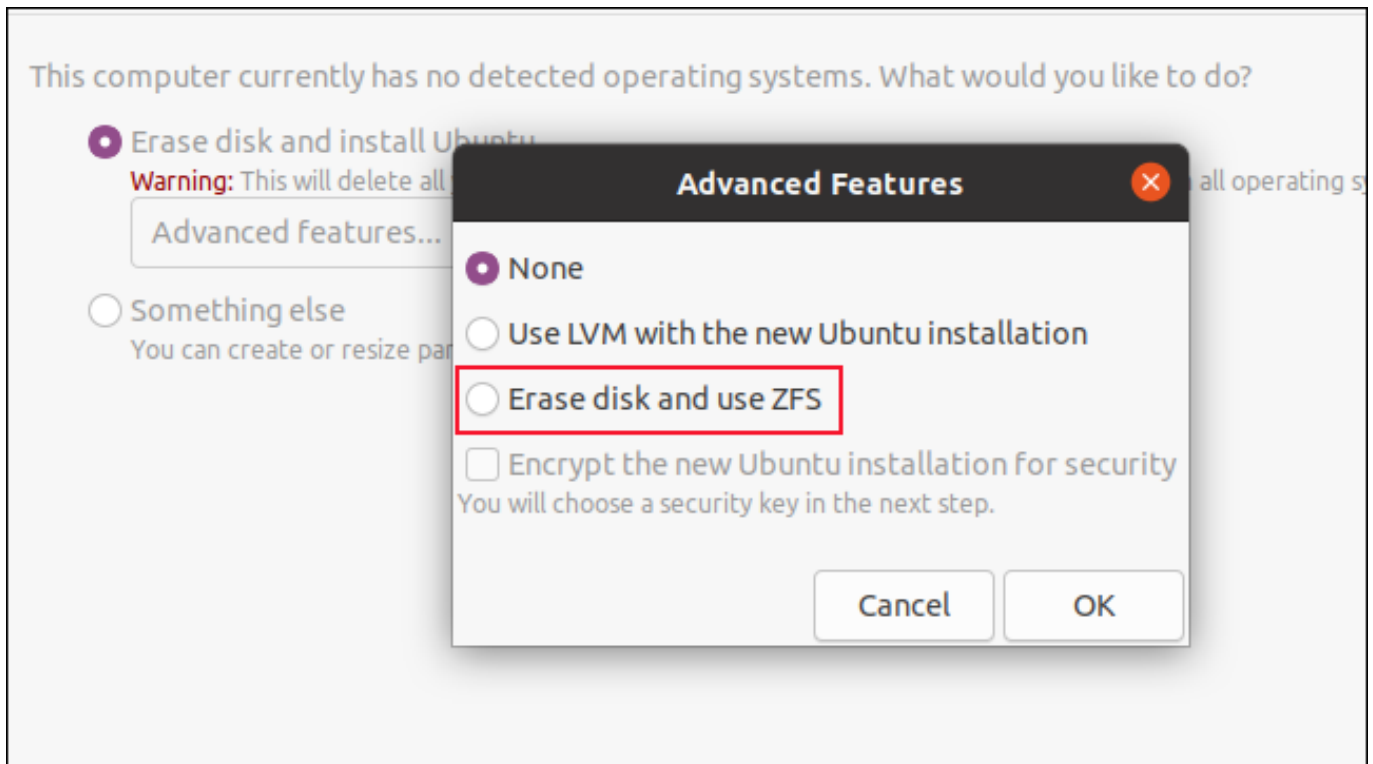 This computer currently has no detected operating systems. What would you like to do?
Erase disk and install Ubuntu
Warning: This will delete all all operating
Advanced features...
Something else
You can create or resize
Advanced Features
None
Use LVM with the new Ubuntu installation
Erase disk and use ZFS
Encrypt the new Ubuntu installation for security
You will choose a security key in the next step.
Cancel
OK